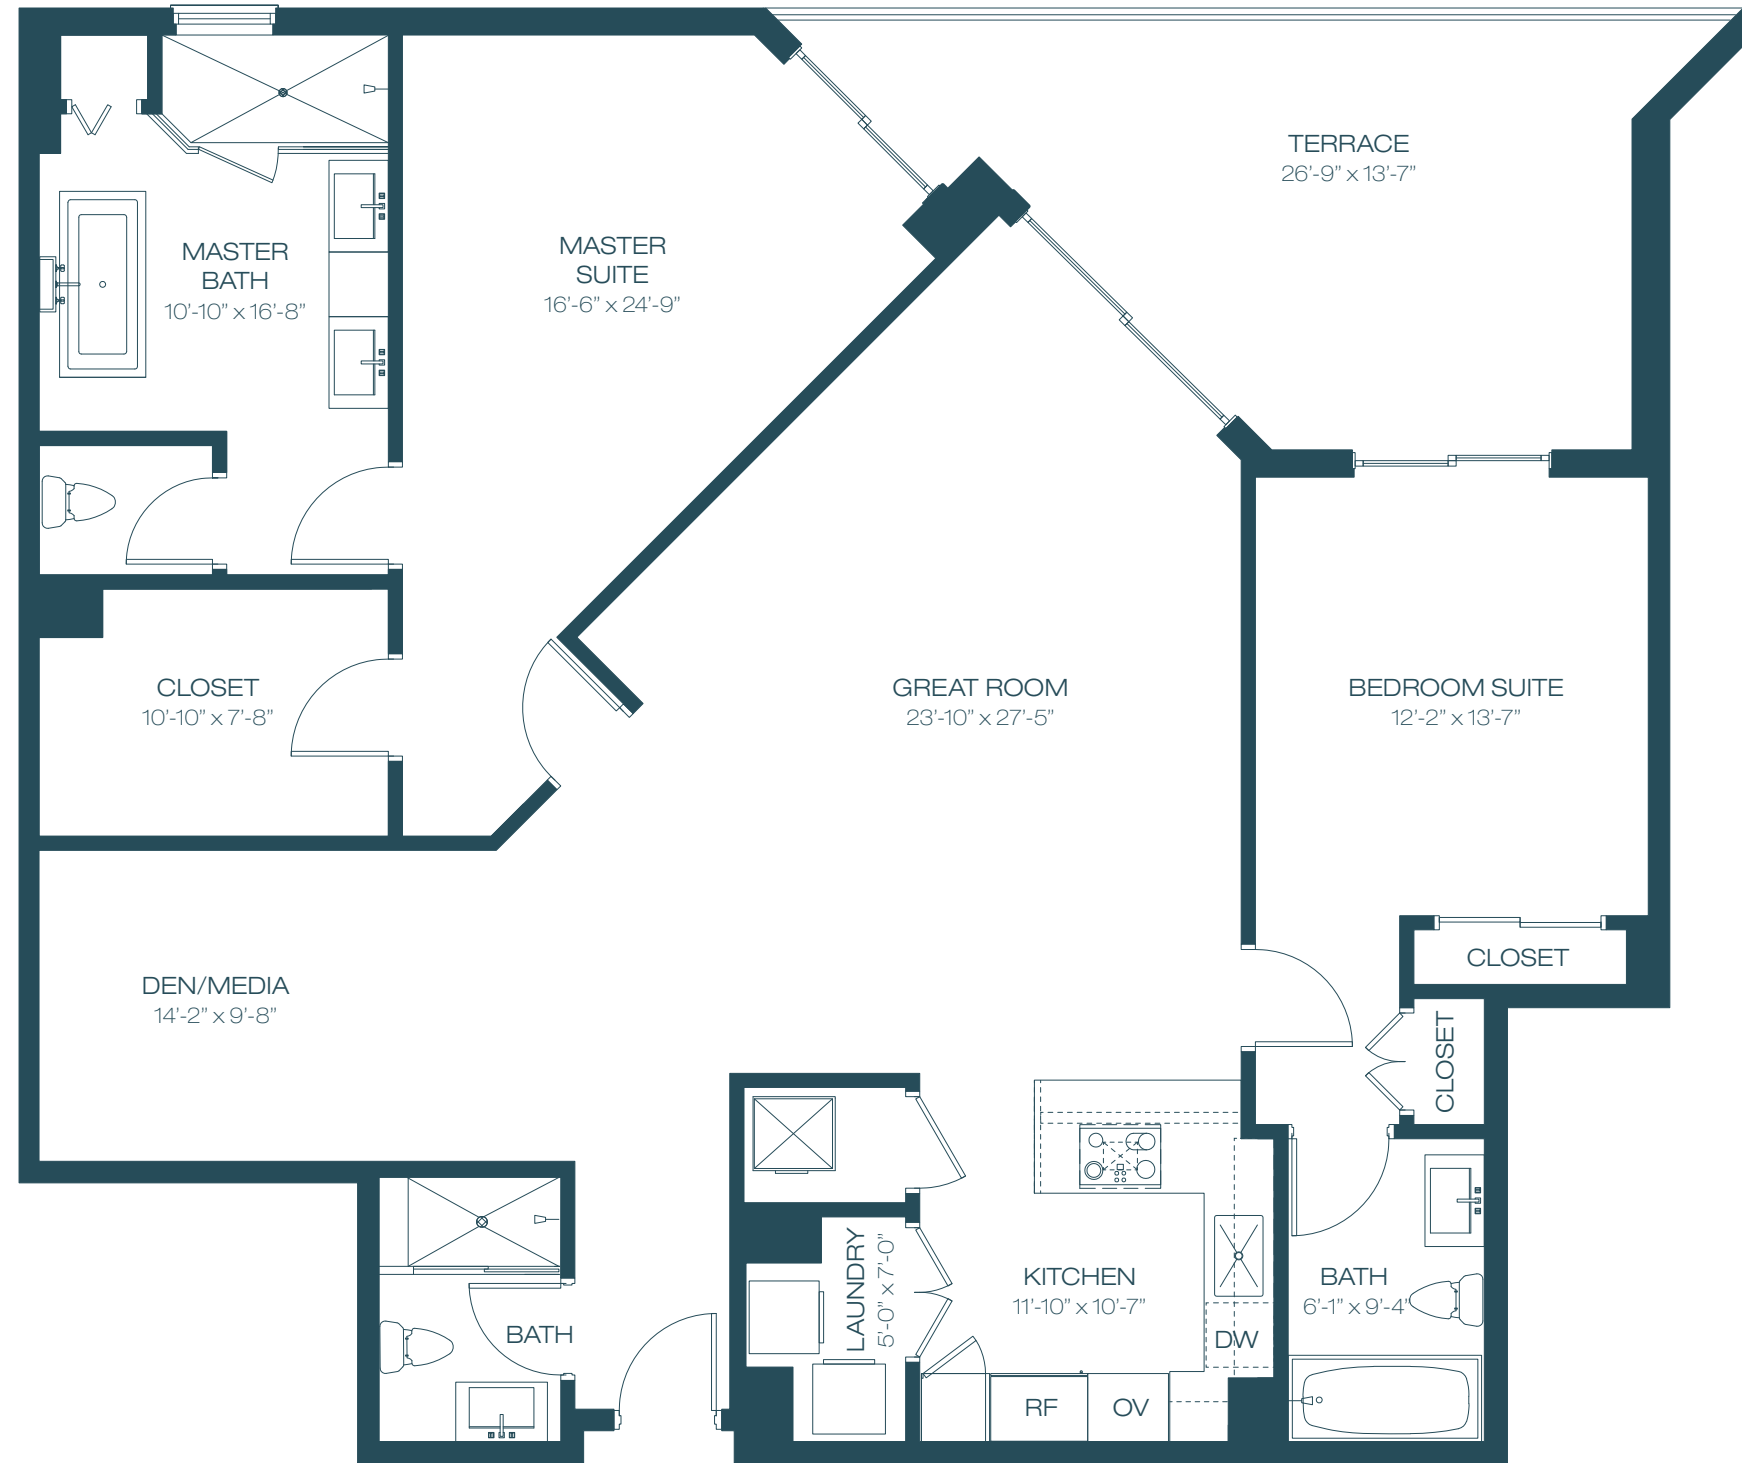 TERRACE
26’-9” x 13’-7”
MASTER
BATH
10’-10” x 16’-8”
MASTER
SUITE
16’-6” x 24’-9”
CLOSET
10’-10” x 7’-8”
GREAT ROOM
23’-10” x 27’-5”
BEDROOM SUITE
12’-2” x 13’-7”
CLOSET
DEN/MEDIA
14’-2” x 9’-8”
CLOSET
LAUNDRY
5’-0” x 7’-0”
KITCHEN
11’-10” x 10’-7”
BATH
6’-1” x 9’-4”
BATH
DW
RF
OV